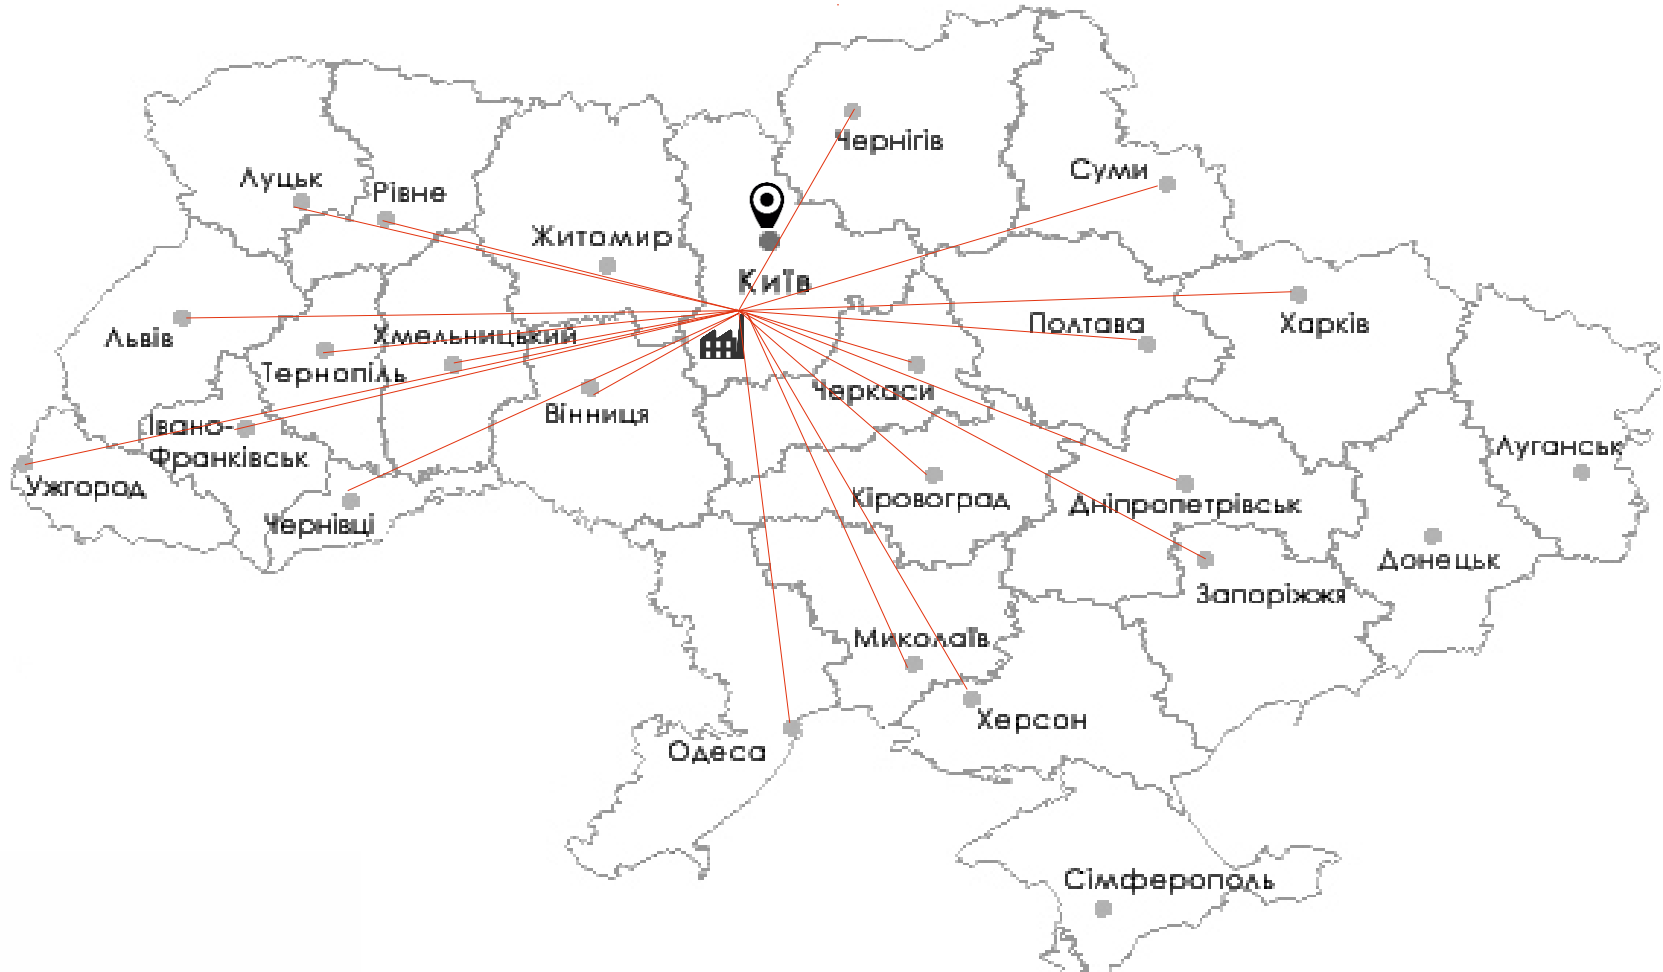 Чернігів
Суми
Луцьк
Рівне
Житомир
Київ
Львів
Хмельницький
Полтава
Харків
Тернопіль
Черкаси
Вінниця
Івано-
Франківськ
Луганськ
Ужгород
Чернівці
Кіровоград
Дніпропетрівськ
Донецьк
Запоріжжя
Миколаїв
Херсон
Одеса
Сімферополь